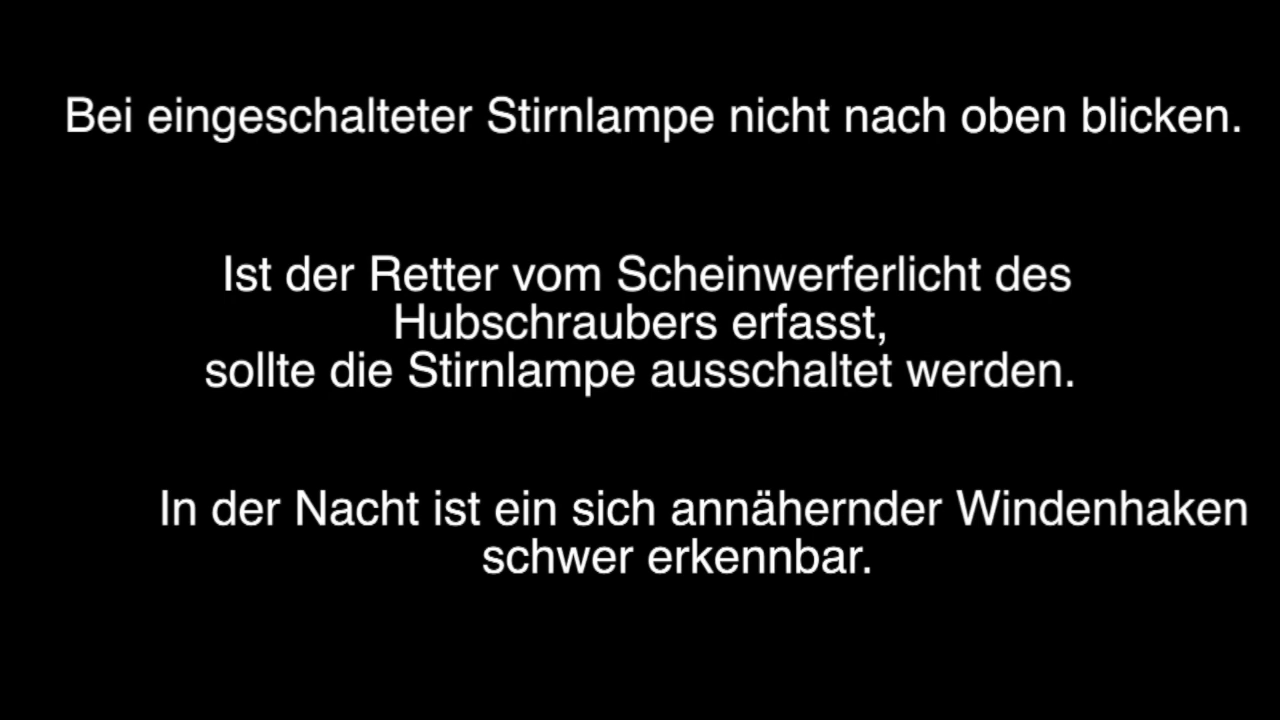 Bei eingeschalteter Stirnlampe nicht nach oben blicken.
Ist der Retter vom Scheinwerferlicht des
Hubschraubers erfasst,
sollte die Stirnlampe ausschaltet werden.
In der Nacht ist ein sich annähernder Windenhaken
schwer erkennbar.